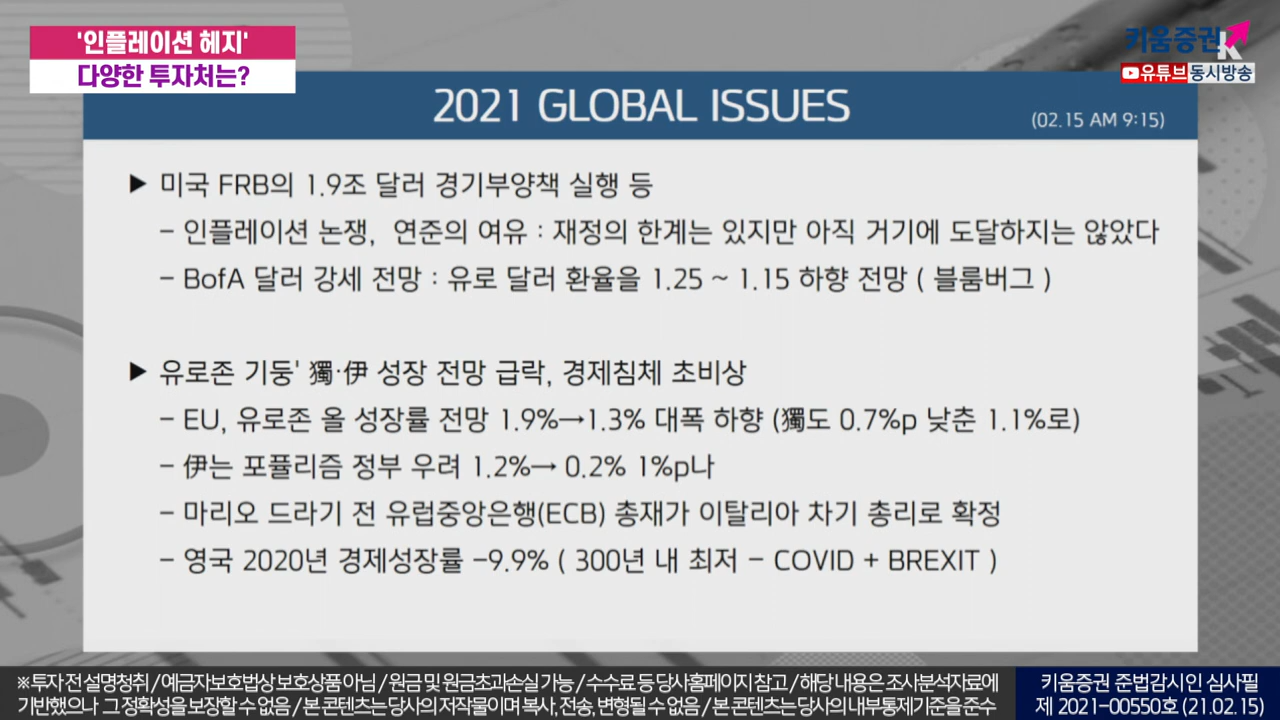 '인플레이션 헤지'
다양한 투자처는?
키움증권
유튜브동시방송
2021 GLOBAL ISSUES
(02.15 AM 9:15)
▶ 미국 FRB의 1.9조 달러 경기부양책 실행 등
- 인플레이션 논쟁, 연준의 여유 : 재정의 한계는 있지만 아직 거기에 도달하지는 않았다
- BofA 달러 강세 전망 : 유로 달러 환율을 1.25 ~ 1.15 하향 전망 ( 블룸버그 )
▶ 유로존 기둥' 獨·伊 성장 전망 급락, 경제침체 초비상
- EU, 유로존 올 성장률 전망 1.9%→1.3% 대폭 하향 (獨도 0.7%p 낮춘 1.1%로)
- 伊는 포퓰리즘 정부 우려 1.2%→ 0.2% 1%p나
- 마리오 드라기 전 유럽중앙은행(ECB) 총재가 이탈리아 차기 총리로 확정
- 영국 2020년 경제성장률 -9.9% ( 300년 내 최저 - COVID + BREXIT )
※ 투자 전 설명청취 / 예금자보호법상 보호상품 아님 / 원금 및 원금초과손실 가능 / 수수료 등 당사홈페이지 참고 / 해당 내용은 조사분석자료에
기반했으나 그 정확성을 보장할 수 없음 / 본 콘텐츠는 당사의 저작물이며 복사, 전송, 변형될 수 없음 / 본 콘텐츠는 당사의 내부통제기준을 준수
키움증권 준법감시인 심사필
제 2021-00550호 (21.02.15)